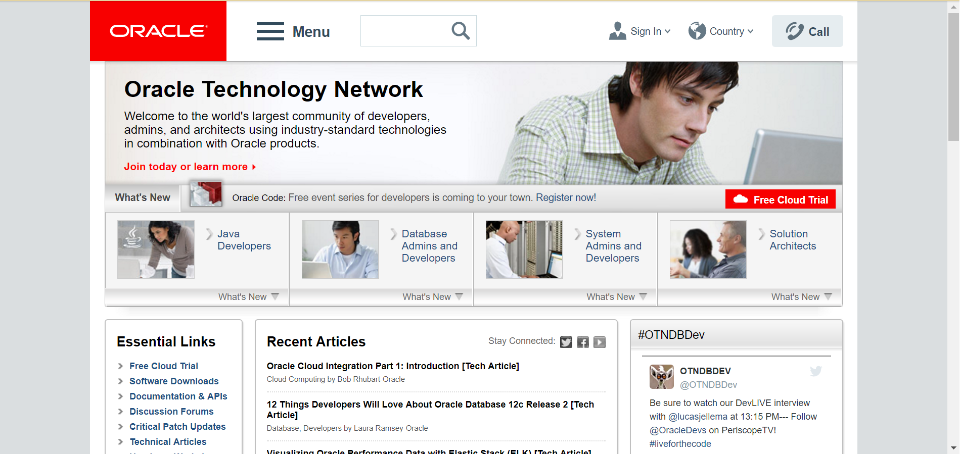 ORACLE
Menu
Sign In
Country
Call
Oracle Technology Network
Welcome to the world's largest community of developers,
admins, and architects using industry-standard technologies
in combination with Oracle products.
Join today or learn more
What's New
Oracle Code: Free event series for developers is coming to your town. Register now!
Free Cloud Trial
Java
Developers
Database
Admins and
Developers
System
Admins and
Developers
Solution
Architects
What's New
What's New
What's New
What's New
Essential Links
Free Cloud Trial
Software Downloads
Documentation & APIs
Discussion Forums
Critical Patch Updates
Technical Articles
Recent Articles
Stay Connected:
Oracle Cloud Integration Part 1: Introduction [Tech Article]
Cloud Computing by Bob Rhubart Oracle
12 Things Developers Will Love About Oracle Database 12c Release 2 [Tech
Article]
Database, Developers by Laura Ramsey Oracle
Visualizing Oracle Performance Data with Elastic Stack (ELK) [Tech Article]
#OTNDBDev
OTNDBDEV
@OTNDBDev
Be sure to watch our DevLIVE interview
with @lucasjellema at 13:15 PM--- Follow
@OracleDevs on PeriscopeTV!
#liveforthecode